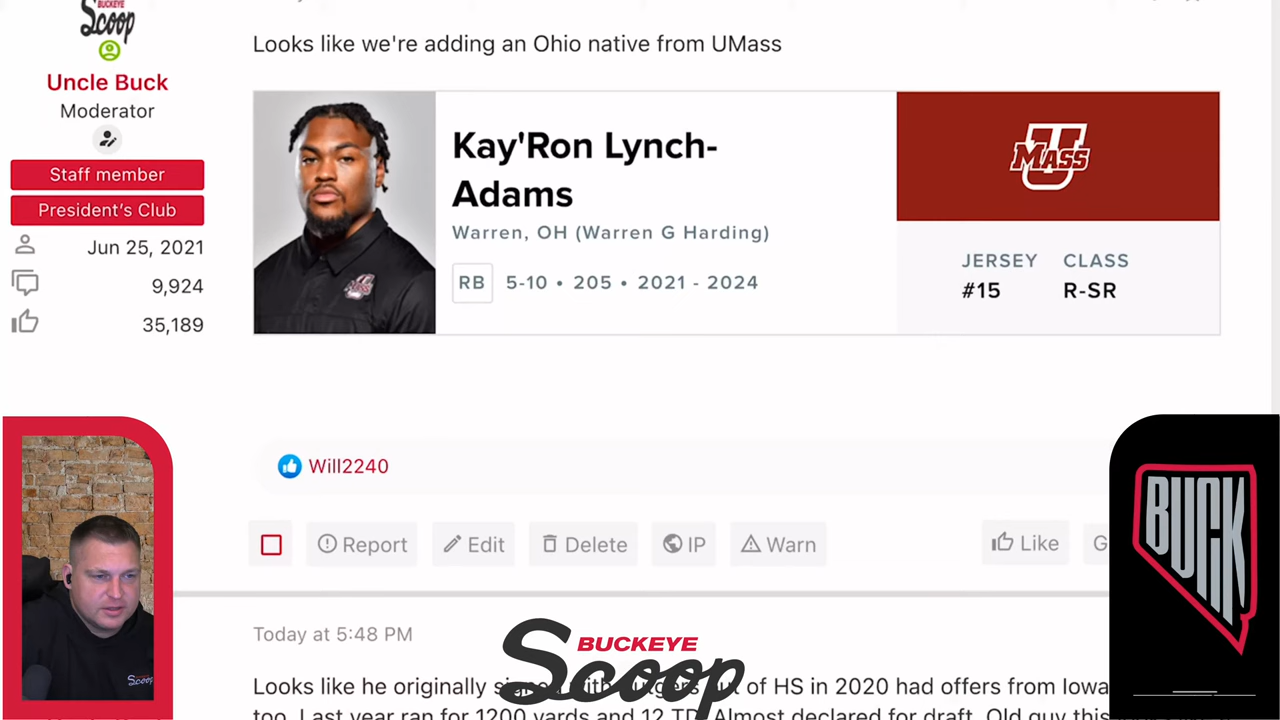 BUCKEYE
Scoop
Uncle Buck
Moderator
Staff member
President's Club
Jun 25, 2021
9,924
35,189
Looks like we're adding an Ohio native from UMass
Kay'Ron Lynch-
Adams
Warren, OH (Warren G Harding)
RB 5-10 • 205 • 2021 - 2024
U MASS
JERSEY CLASS
#15 R-SR
Will2240
Report Edit Delete IP Warn Like G
BUCK
Scoop
Today at 5:48 PM
BUCKEYE
Scoop
Looks like he originally of HS in 2020 had offers from Iowa
too. Last year ran for 1200 yards and 12 TD Almost declared for draft. Old guy this